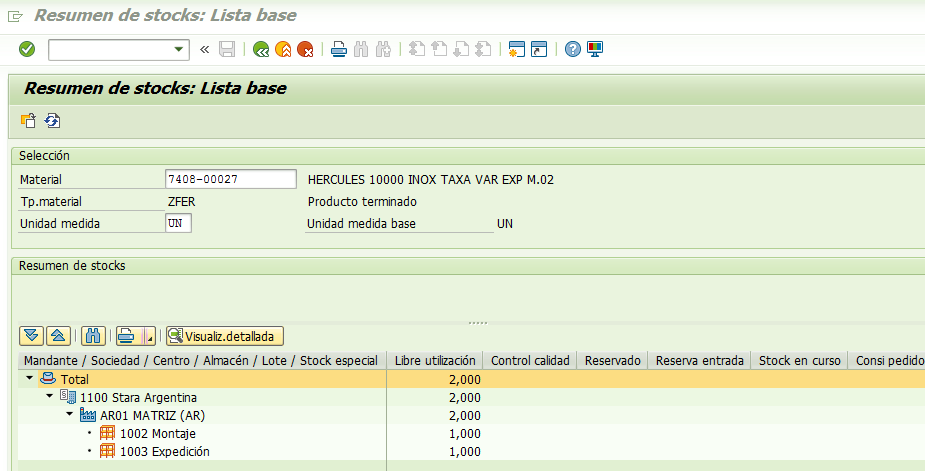 Resumen de stocks: Lista base
Resumen de stocks: Lista base
Selección
Material 7408-00027 HERCULES 10000 INOX TAXA VAR EXP M.02
Tp.material ZFER Producto terminado
Unidad medida UN Unidad medida base UN
Resumen de stocks
Visualiz.detallada
Mandante / Sociedad / Centro / Almacén / Lote / Stock especial Libre utilización Control calidad Reservado Reserva entrada Stock en curso Consi pedido
Total 2,000
1100 Stara Argentina 2,000
AR01 MATRIZ (AR) 2,000
1002 Montaje 1,000
1003 Expedición 1,000